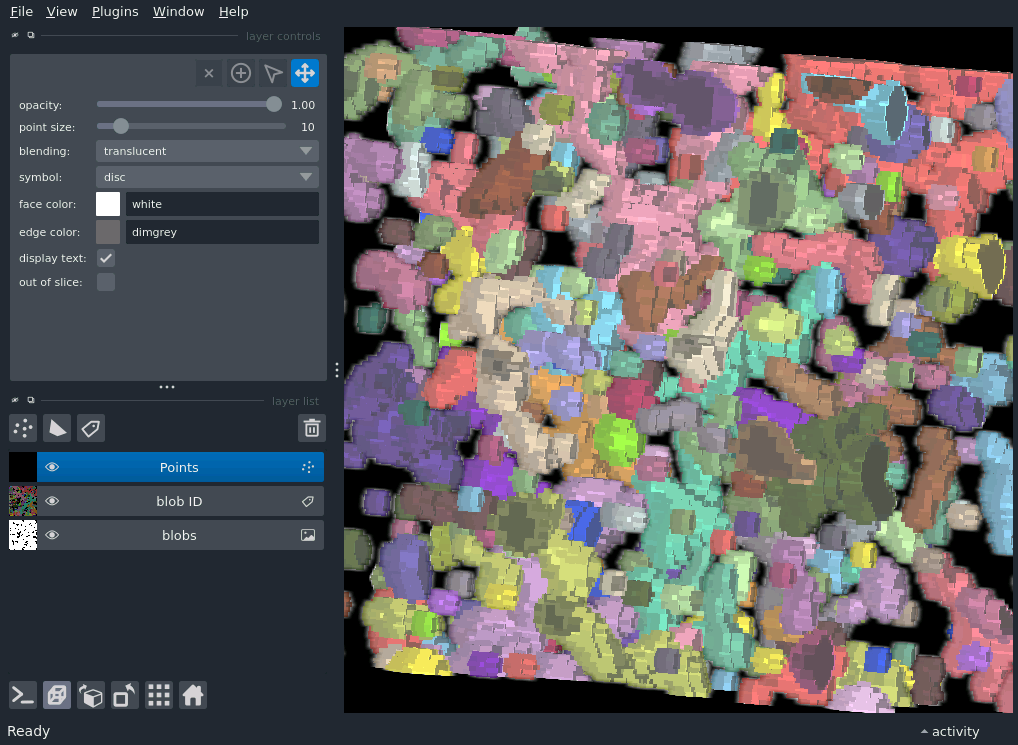 File View Plugins Window Help
layer controls
opacity: 1.00
point size: 10
blending: translucent
symbol: disc
face color: white
edge color: dimgrey
display text:
out of slice:
layer list
Points
blob ID
blobs
Ready activity